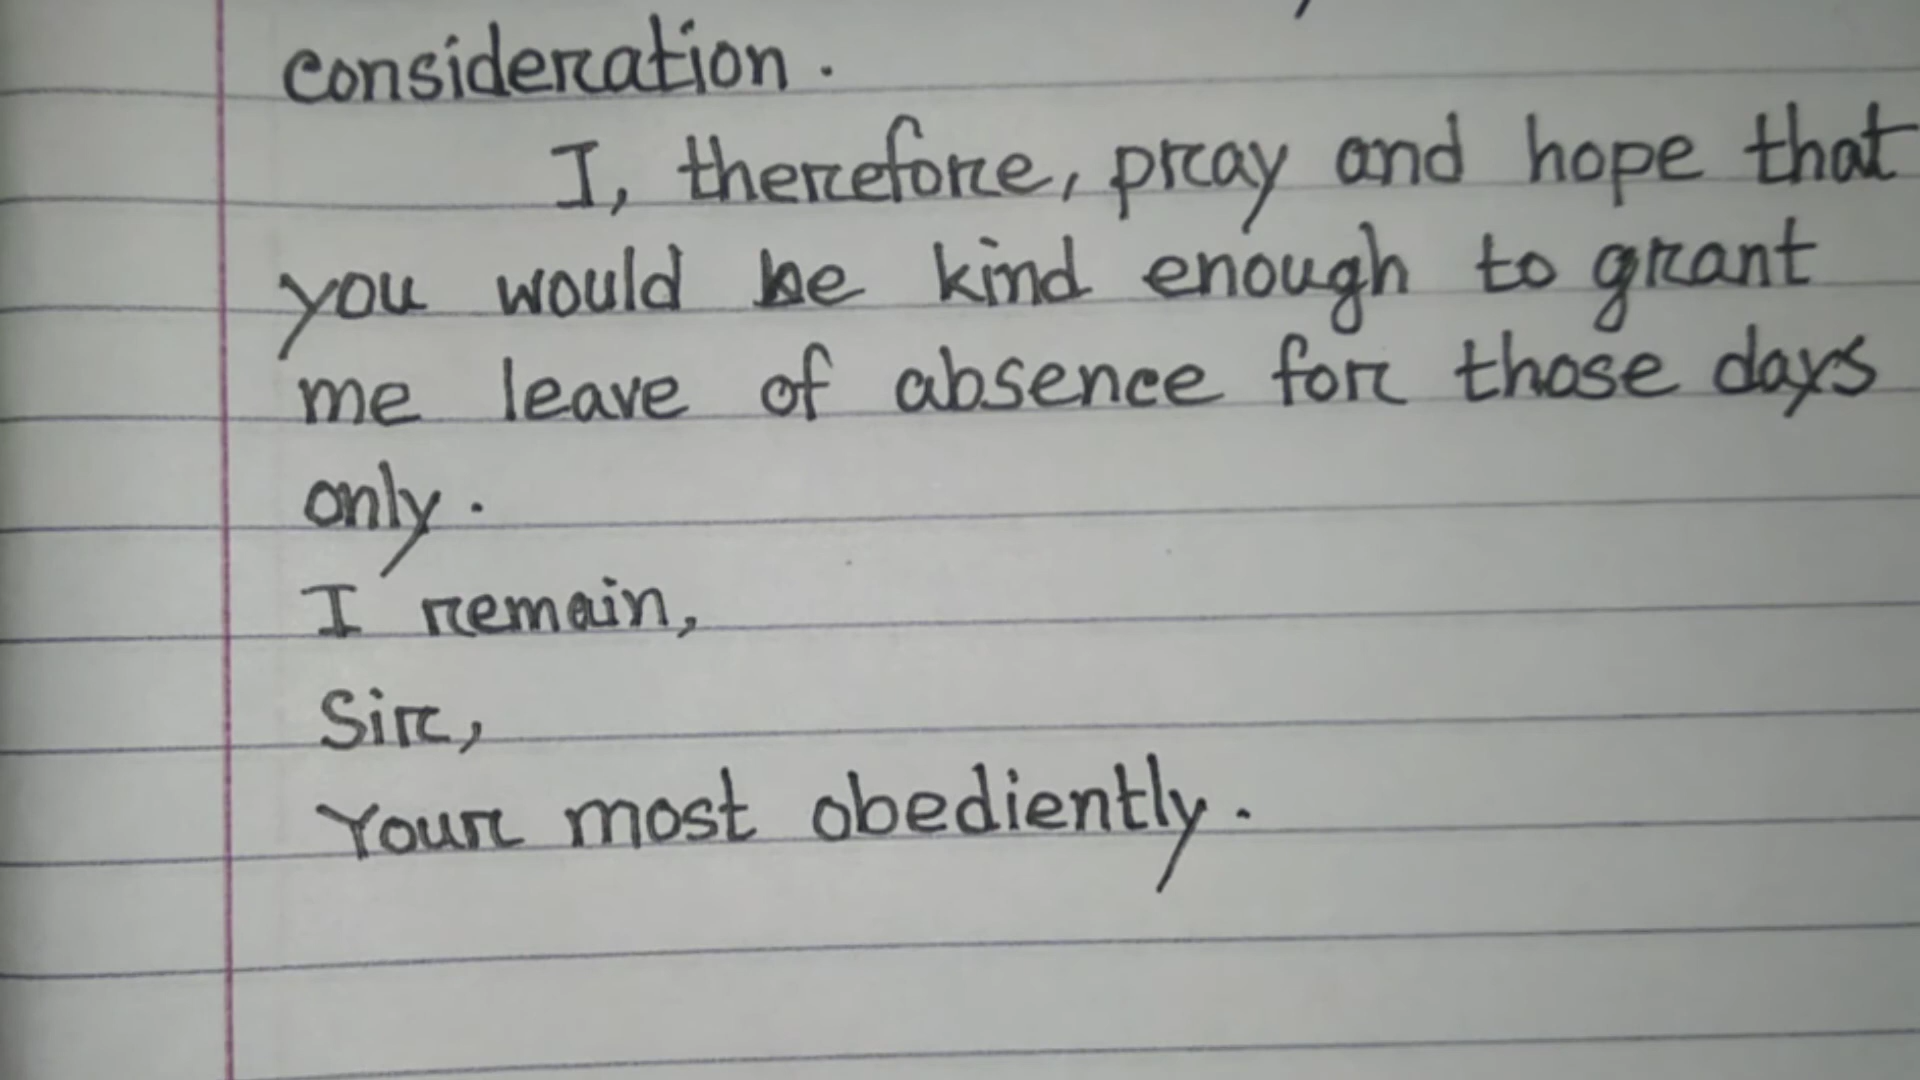 consideration.
I, therefore, pray and hope that
you would be kind enough to grant
me leave of absence for those days
only.
I remain,
Sir,
Your most obediently.